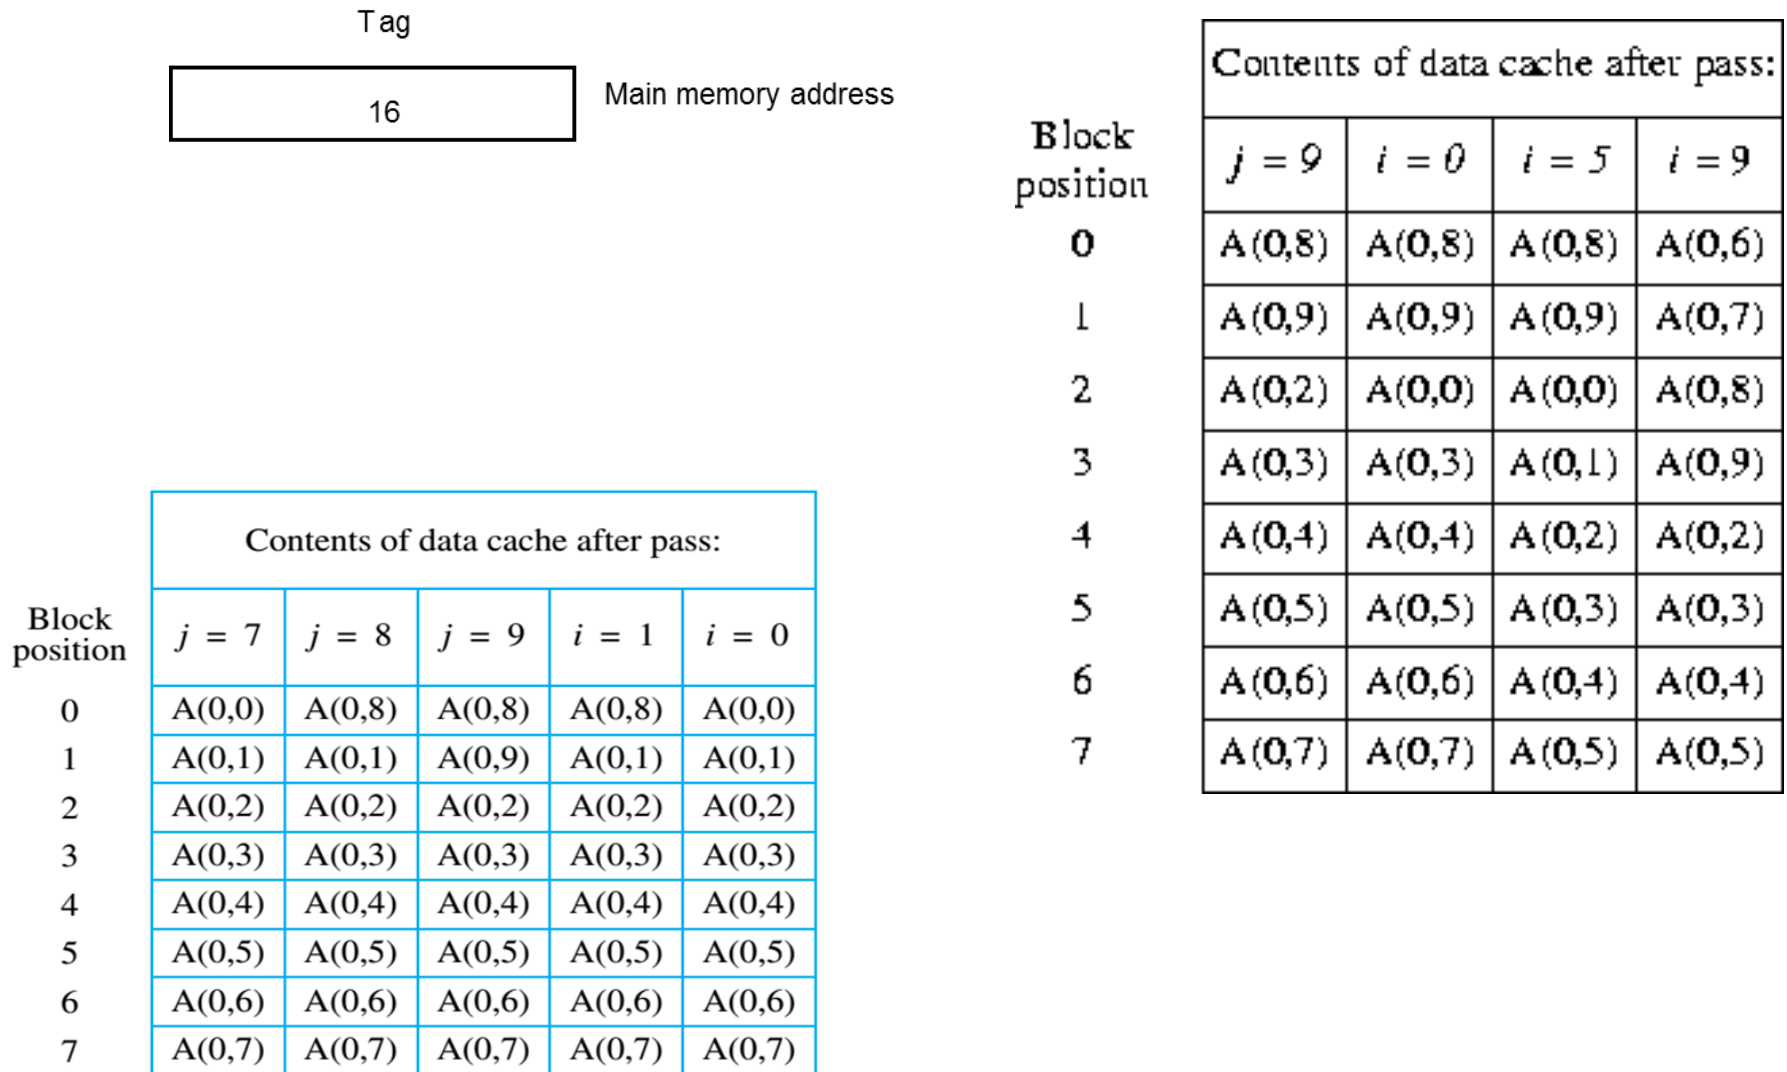 Tag
16
Main memory address
Contents of data cache after pass:
Block position
j = 9 i = 0 i = 5 i = 9
0 A(0,8) A(0,8) A(0,8) A(0,6)
1 A(0,9) A(0,9) A(0,9) A(0,7)
2 A(0,2) A(0,0) A(0,0) A(0,8)
3 A(0,3) A(0,3) A(0,1) A(0,9)
4 A(0,4) A(0,4) A(0,2) A(0,2)
5 A(0,5) A(0,5) A(0,3) A(0,3)
6 A(0,6) A(0,6) A(0,4) A(0,4)
7 A(0,7) A(0,7) A(0,5) A(0,5)
Contents of data cache after pass:
Block
position
j = 7 j = 8 j = 9 i = 1 i = 0
0 A(0,0) A(0,8) A(0,8) A(0,8) A(0,0)
1 A(0,1) A(0,1) A(0,9) A(0,1) A(0,1)
2 A(0,2) A(0,2) A(0,2) A(0,2) A(0,2)
3 A(0,3) A(0,3) A(0,3) A(0,3) A(0,3)
4 A(0,4) A(0,4) A(0,4) A(0,4) A(0,4)
5 A(0,5) A(0,5) A(0,5) A(0,5) A(0,5)
6 A(0,6) A(0,6) A(0,6) A(0,6) A(0,6)
7 A(0,7) A(0,7) A(0,7) A(0,7) A(0,7)